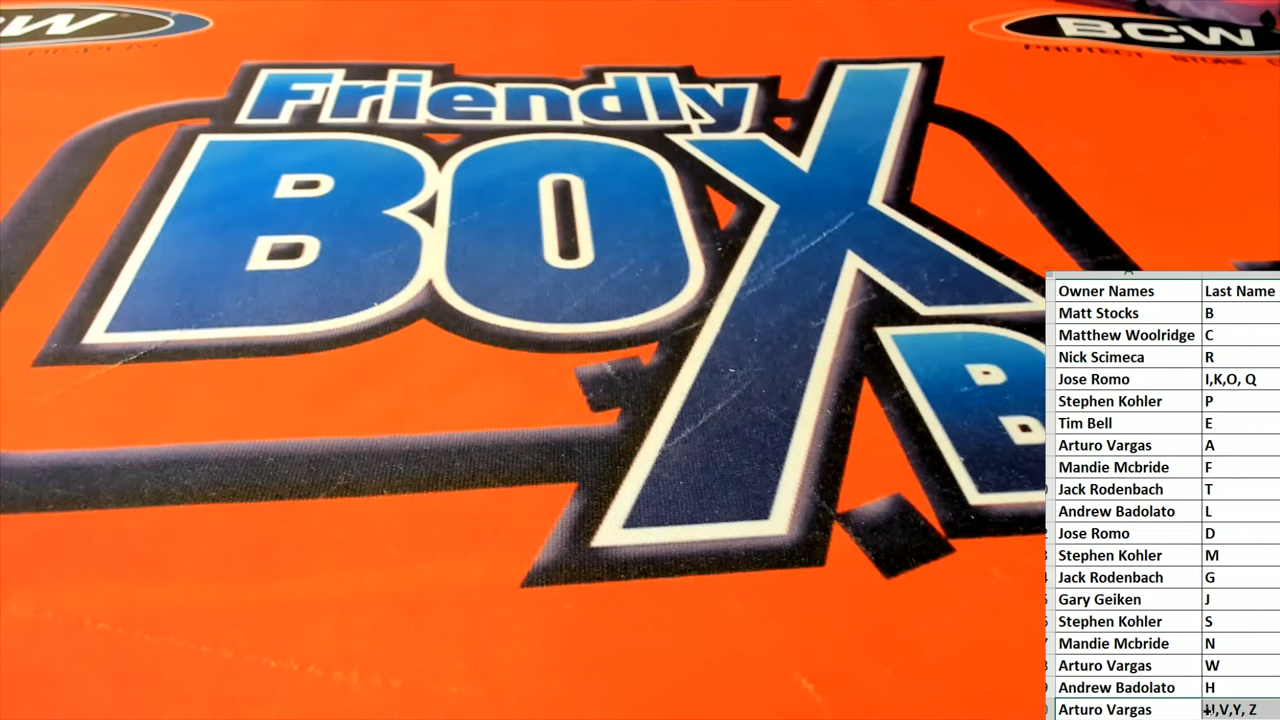 BCW
Friendly
BOX
B
PROTECT STORE
A
Owner Names Last Name
Matt Stocks B
Matthew Woolridge C
Nick Scimeca R
Jose Romo I,K,O, Q
Stephen Kohler P
Tim Bell E
Arturo Vargas A
Mandie Mcbride F
Jack Rodenbach T
Andrew Badolato L
Jose Romo D
Stephen Kohler M
Jack Rodenbach G
Gary Geiken J
Stephen Kohler S
Mandie Mcbride N
Arturo Vargas W
Andrew Badolato H
Arturo Vargas U,V,Y, Z